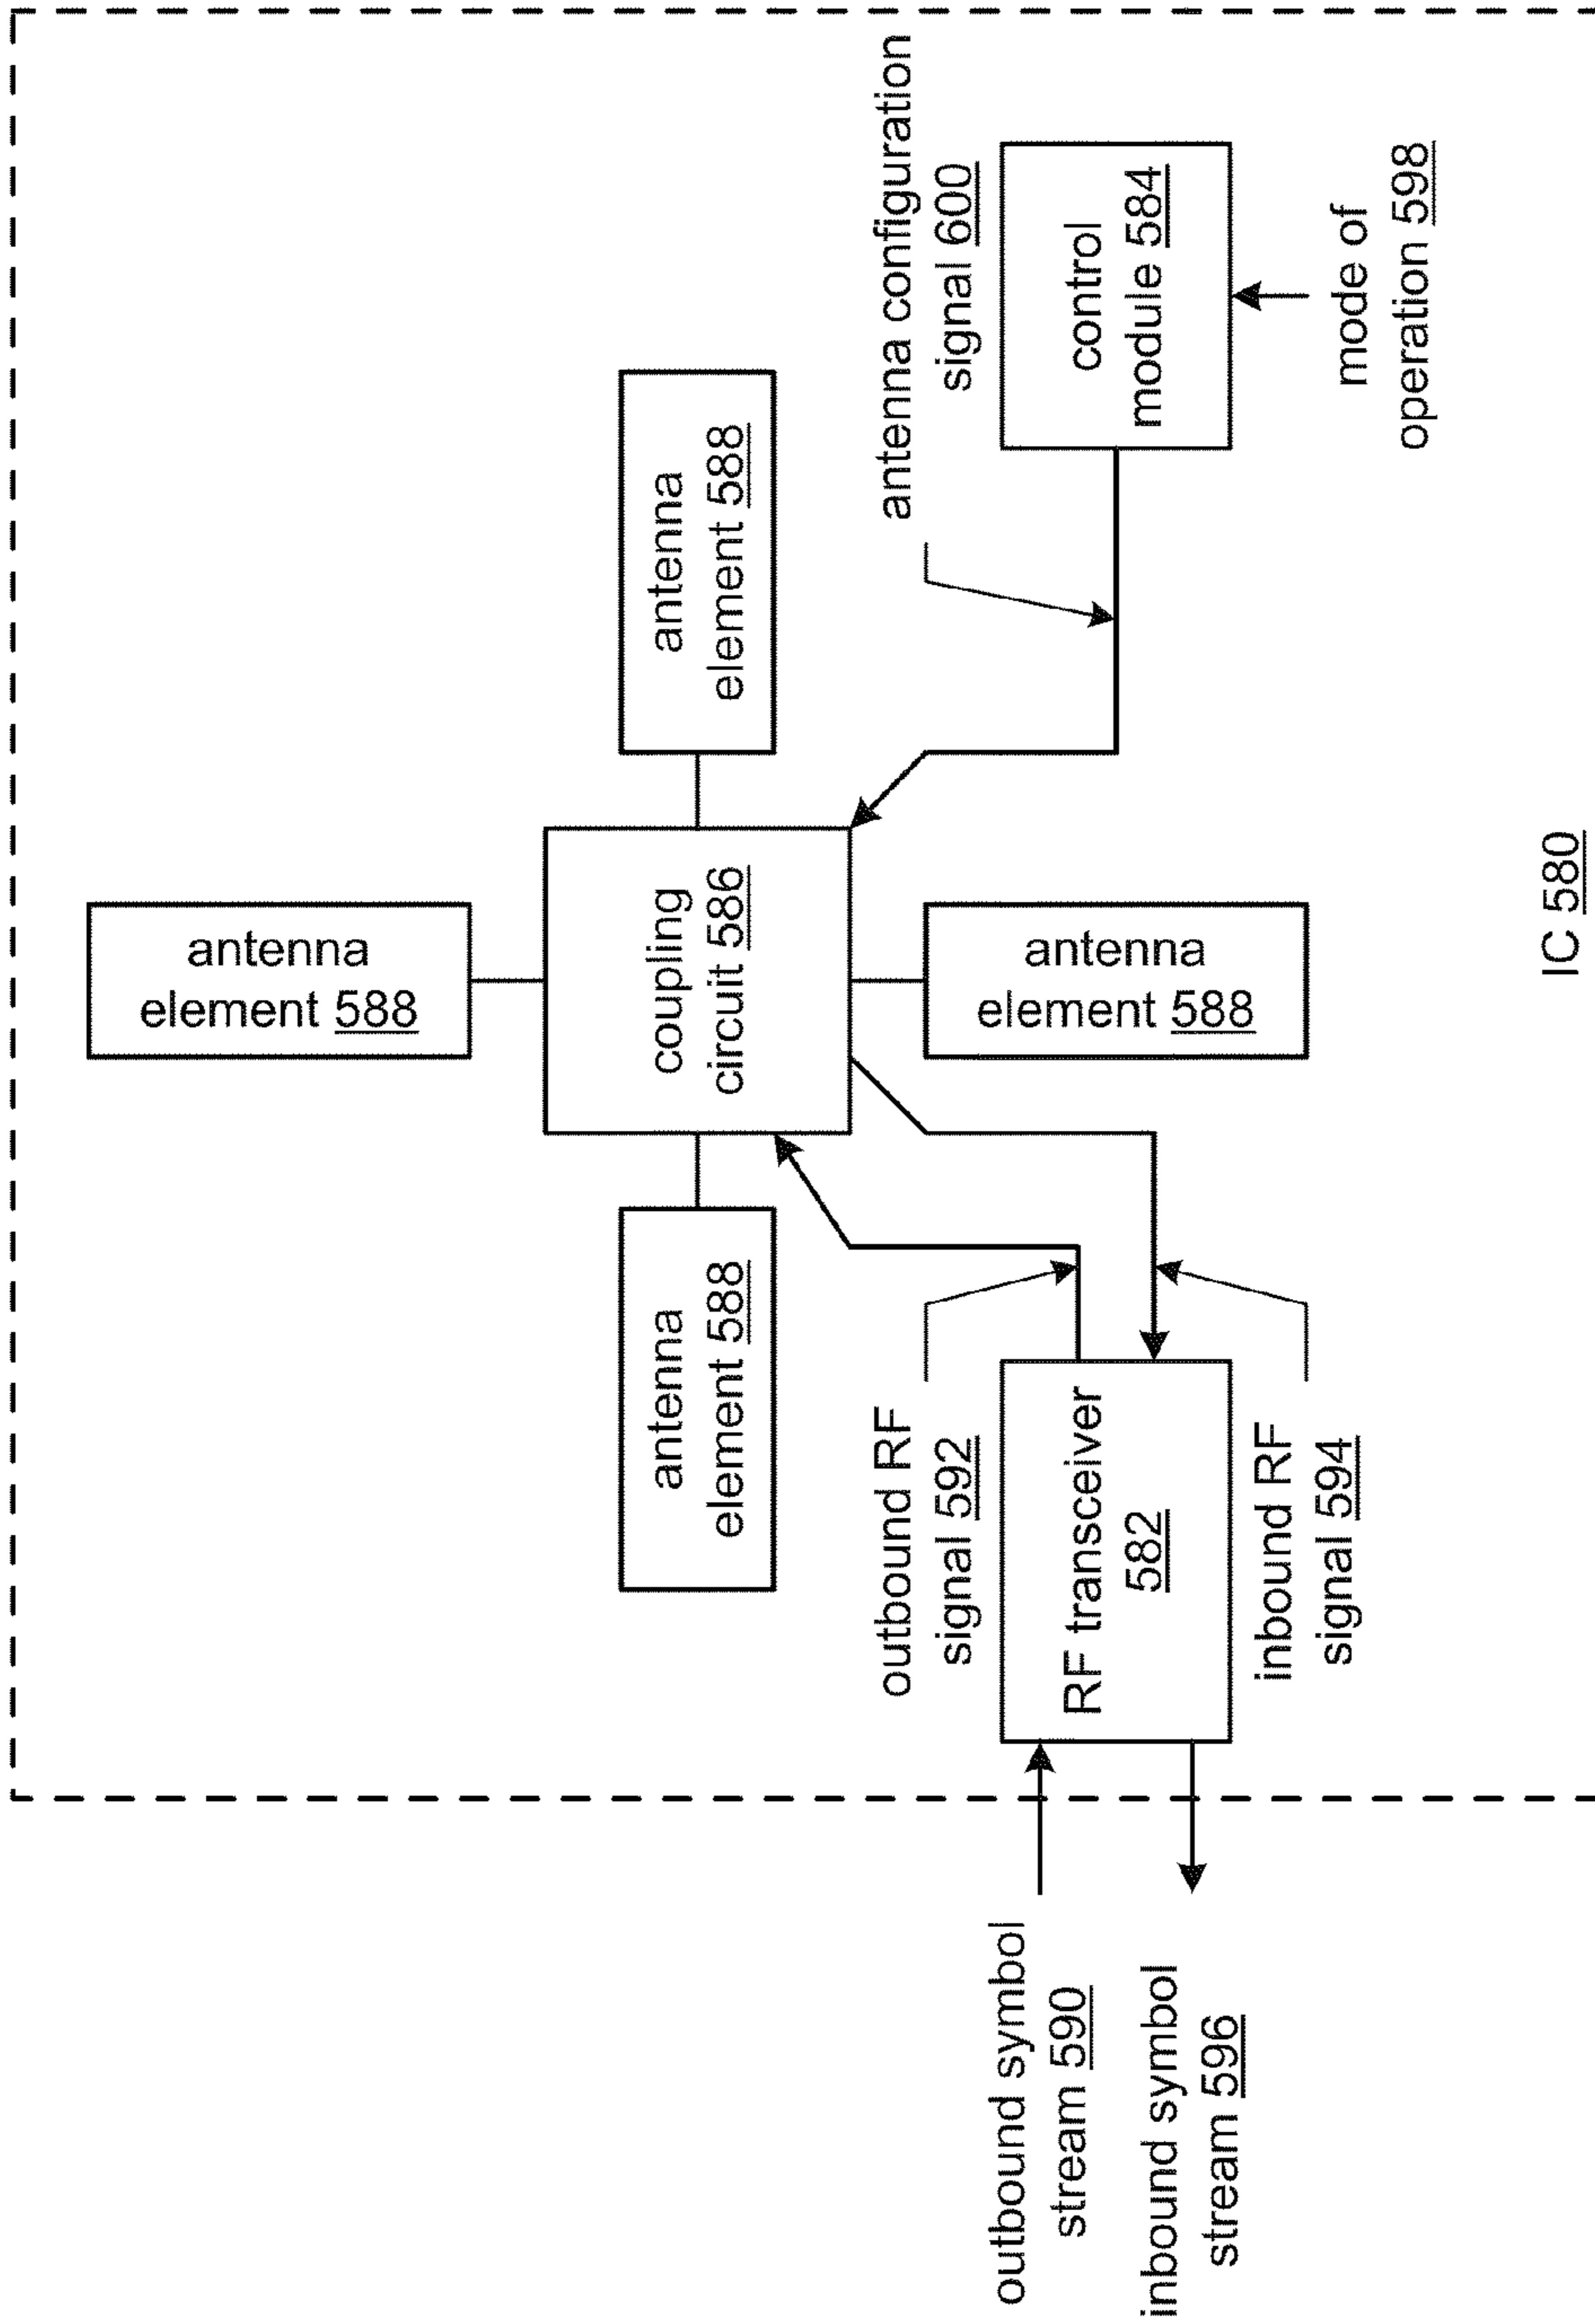 antenna
element 588
antenna
element 588
coupling
circuit 586
antenna
element 588
antenna
element 588
outbound RF
signal 592
antenna configuration
signal 600
outbound symbol
stream 590
RF transceiver
582
control
module 584
inbound symbol
stream 596
inbound RF
signal 594
mode of
operation 598
IC 580